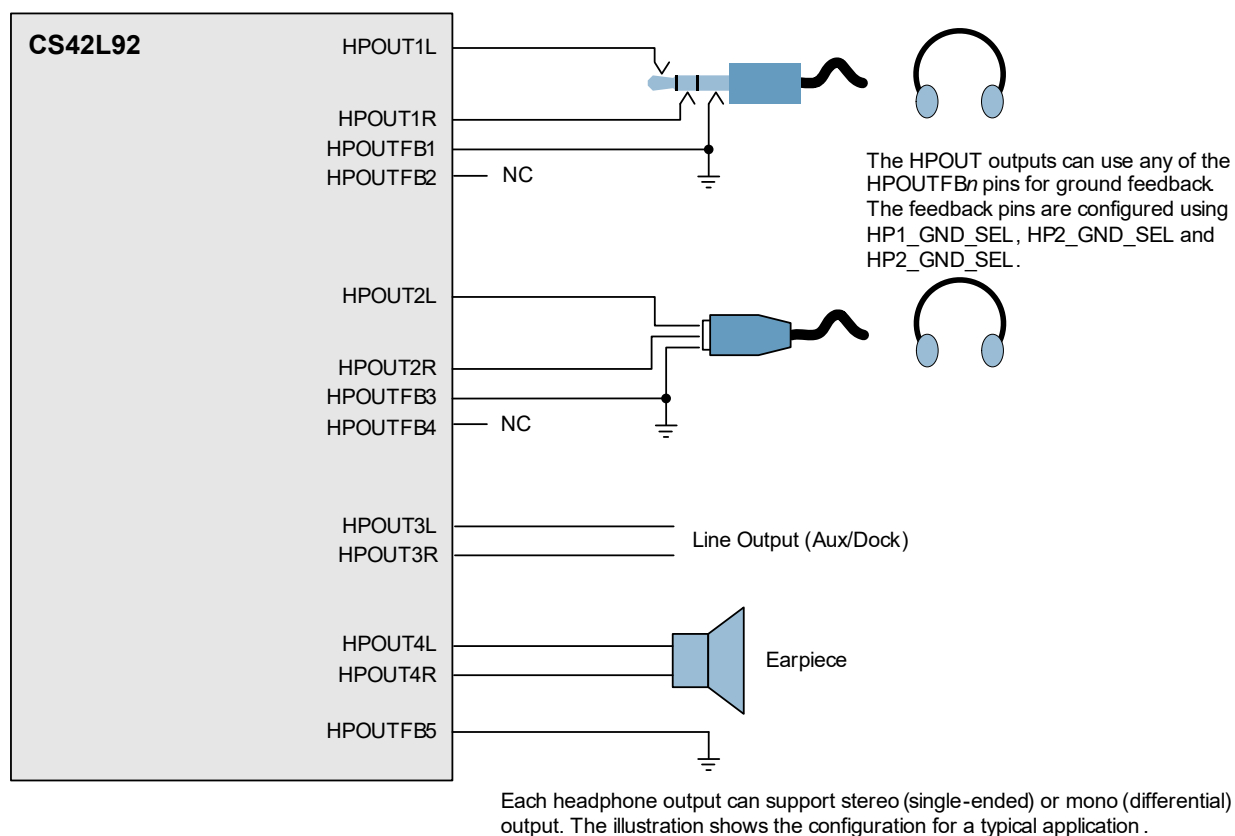 CS42L92
HPOUT1L
HPOUT1R
HPOUTFB1
HPOUTFB2
NC
The HPOUT outputs can use any of the
HPOUTFBn pins for ground feedback.
The feedback pins are configured using
HP1_GND_SEL, HP2_GND_SEL and
HP2_GND_SEL.
HPOUT2L
HPOUT2R
HPOUTFB3
HPOUTFB4
NC
HPOUT3L
HPOUT3R
Line Output (Aux/Dock)
HPOUT4L
HPOUT4R
Earpiece
HPOUTFB5
Each headphone output can support stereo (single-ended) or mono (differential)
output. The illustration shows the configuration for a typical application.